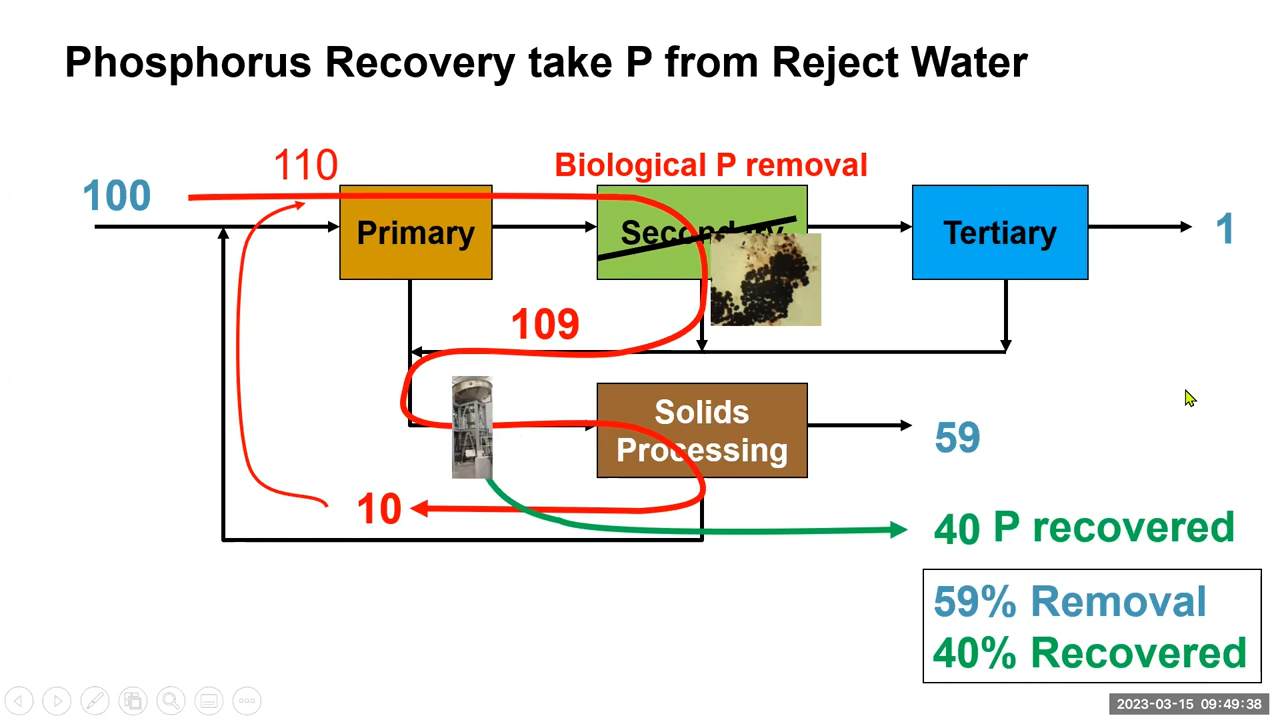 Phosphorus Recovery take P from Reject Water
110
Biological P removal
100
Primary
Secondary
Tertiary
1
109
Solids
Processing
59
10
40 P recovered
59% Removal
40% Recovered
2023-03-15 09:49:38